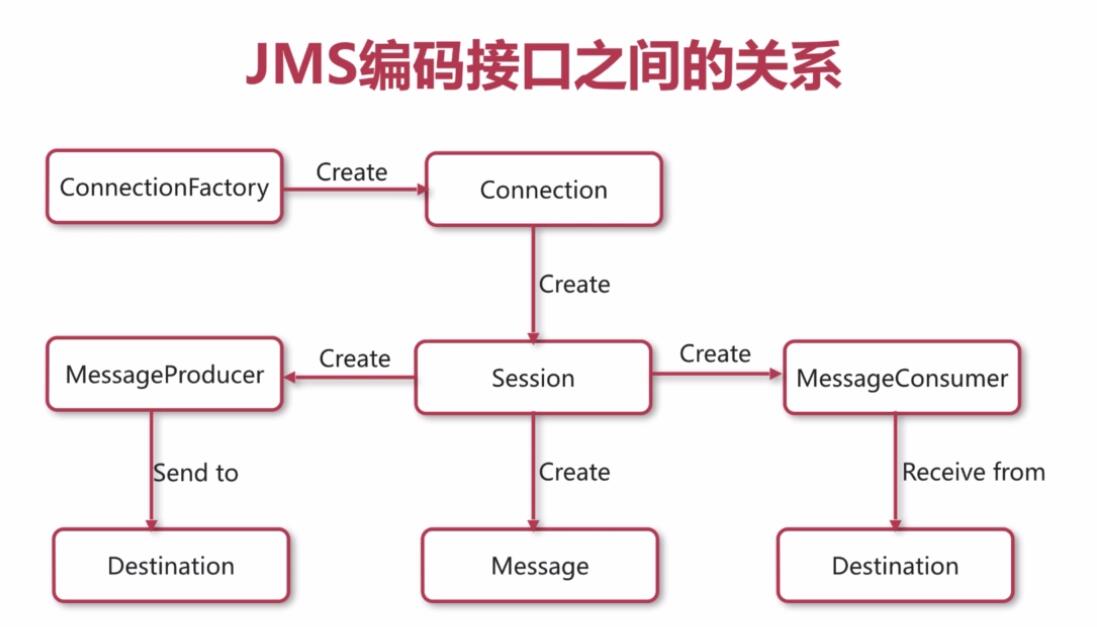 JMS编码接口之间的关系
ConnectionFactory
Create
Connection
Create
MessageProducer
Create
Session
Create
MessageConsumer
Send to
Create
Receive from
Destination
Message
Destination